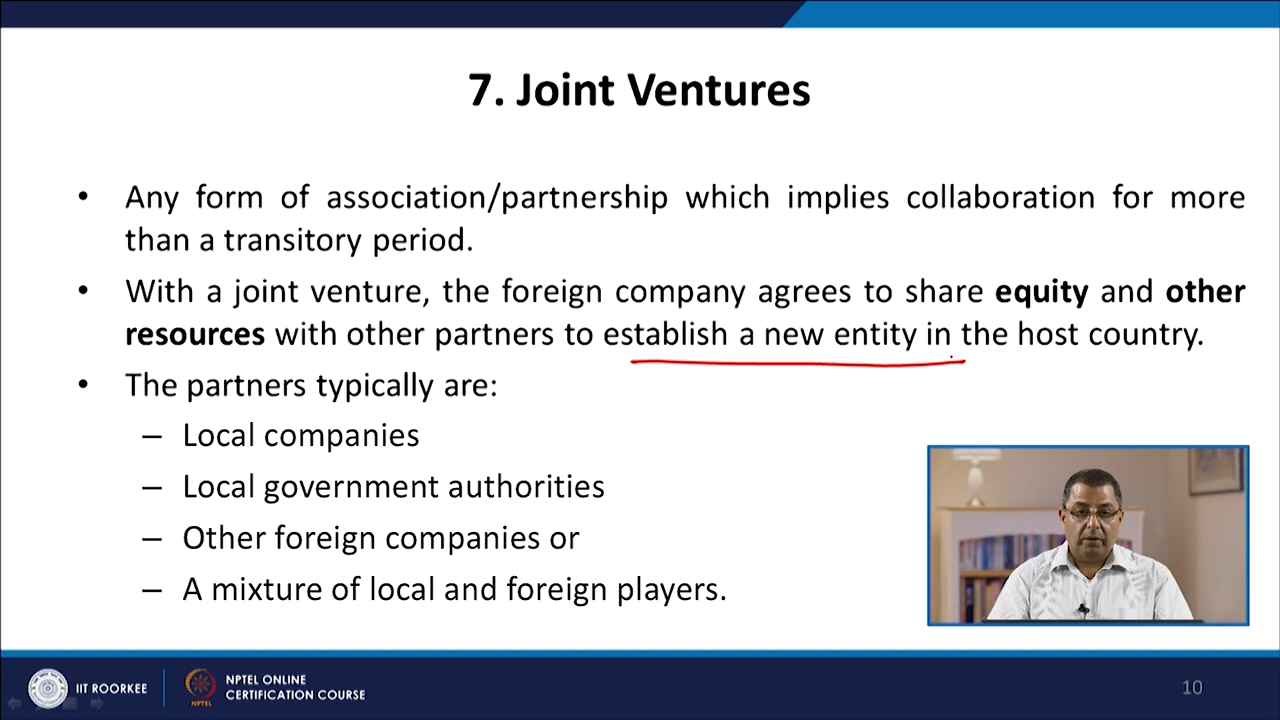 7. Joint Ventures
• Any form of association/partnership which implies collaboration for more
than a transitory period.
• With a joint venture, the foreign company agrees to share equity and other
resources with other partners to establish a new entity in the host country.
• The partners typically are:
– Local companies
– Local government authorities
– Other foreign companies or
– A mixture of local and foreign players.
IIT ROORKEE
NPTEL
NPTEL ONLINE
CERTIFICATION COURSE
10